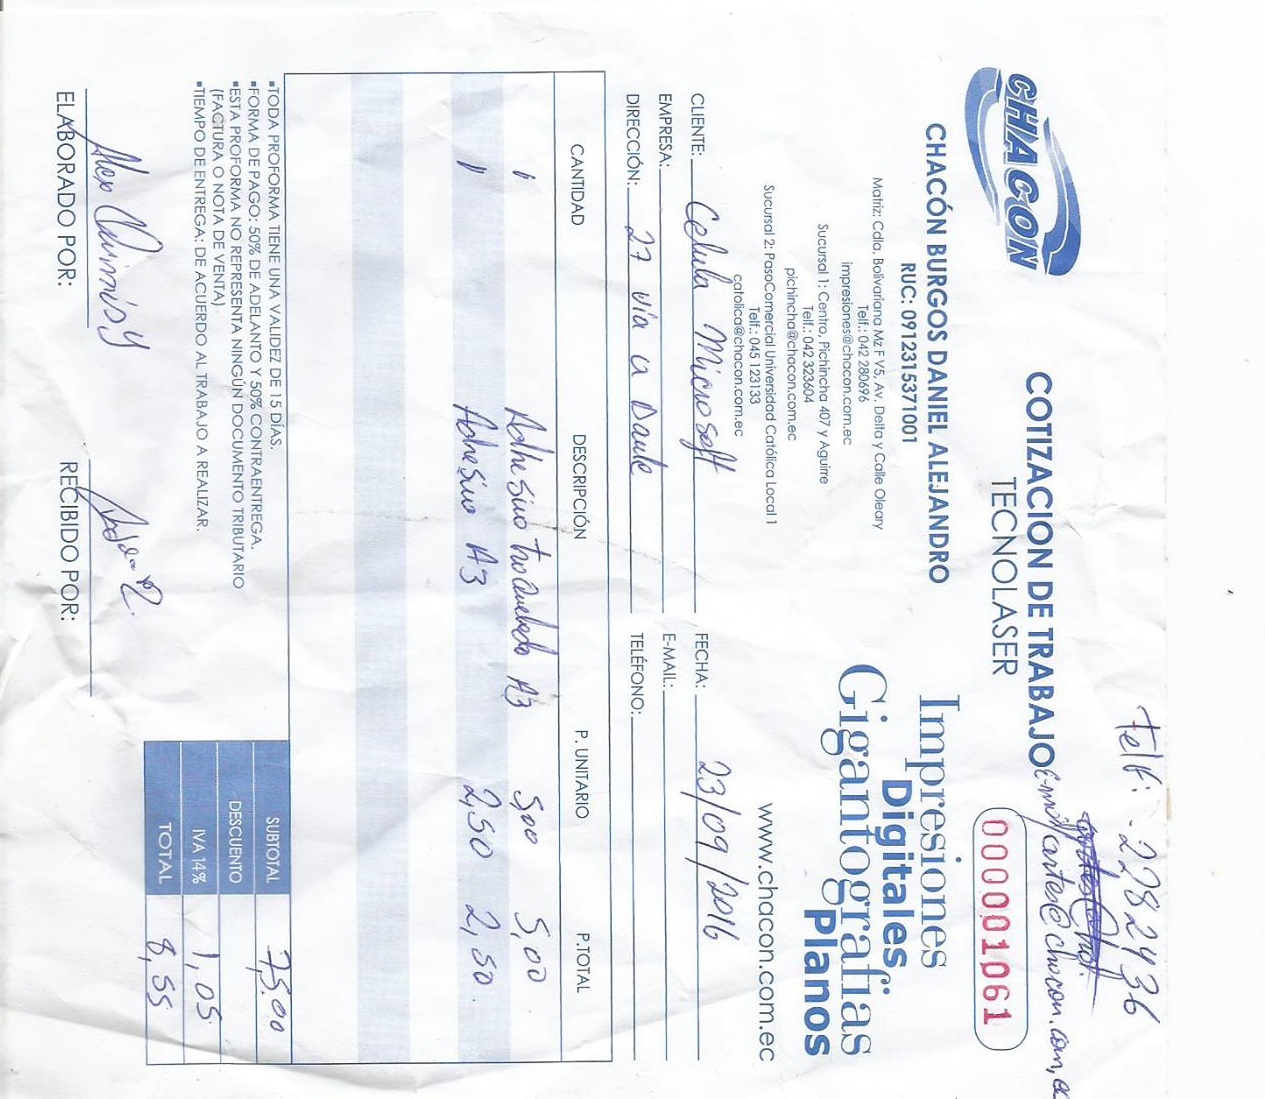 Telf: 2282436
E-mail artes@chacon.com.ec
CHACON
COTIZACION DE TRABAJO
TECNOLASER
000001061
CHACÓN BURGOS DANIEL ALEJANDRO
RUC: 0912315371001
Matriz: Cdla. Bolivariana Mz F V5, Av. Delta y Calle Oleary
Telf.: 042 280696
impresiones@chacon.com.ec
Sucursal 1: Centro, Pichincha 407 y Aguirre
Telf.: 042 323604
pichincha@chacon.com.ec
Sucursal 2: PasoComercial Universidad Católica Local 1
Telf.: 045 123133
catolica@chacon.com.ec
Impresiones
Digitales..
Gigantografias
Planos
www.chacon.com.ec
CLIENTE: Celula Microsoft
FECHA: 23/09/2016
EMPRESA:
E-MAIL:
DIRECCIÓN: 27 vía a Daule
TELÉFONO:
CANTIDAD DESCRIPCIÓN P. UNITARIO P.TOTAL
1 Adhesivo troquelado A3 5,00 5,00
1 Adhesivo A3 2,50 2,50
TODA PROFORMA TIENE UNA VALIDEZ DE 15 DÍAS.
FORMA DE PAGO: 50% DE ADELANTO Y 50% CONTRAENTREGA.
ESTA PROFORMA NO REPRESENTA NINGÚN DOCUMENTO TRIBUTARIO
(FACTURA O NOTA DE VENTA)
TIEMPO DE ENTREGA: DE ACUERDO AL TRABAJO A REALIZAR.
SUBTOTAL 7,5.00
DESCUENTO
IVA 14% 1,05
TOTAL 8,55
Alex
ELABORADO POR:
RECIBIDO POR: